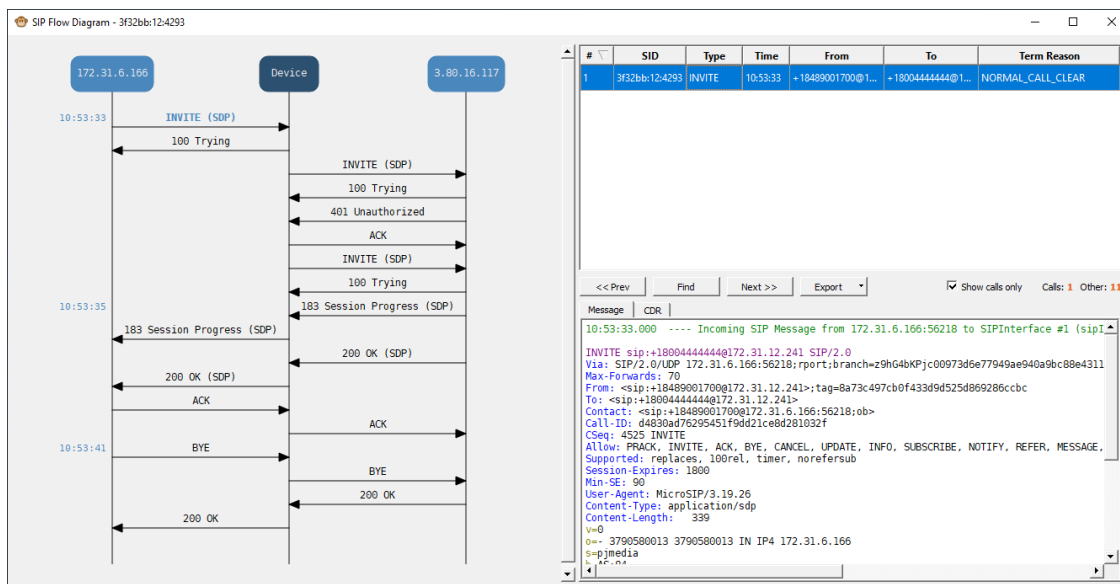 SIP Flow Diagram - 3f32bb:12:4293
172.31.6.166 Device 3.80.16.117
10:53:33 INVITE (SDP)
100 Trying
INVITE (SDP)
100 Trying
401 Unauthorized
ACK
INVITE (SDP)
100 Trying
10:53:35 183 Session Progress (SDP)
183 Session Progress (SDP)
200 OK (SDP)
200 OK (SDP)
ACK
ACK
10:53:41 BYE
BYE
200 OK
200 OK
# SID Type Time From To Term Reason
1 3f32bb:12:4293 INVITE 10:53:33 +18489001700@1... +18004444444@1... NORMAL_CALL_CLEAR
<< Prev Find Next >> Export Show calls only Calls: 1 Other: 11
Message CDR
10:53:33.000 ---- Incoming SIP Message from 172.31.6.166:56218 to SIPInterface #1 (sipI
INVITE sip:+18004444444@172.31.12.241 SIP/2.0
Via: SIP/2.0/UDP 172.31.6.166:56218;rport;branch=z9hG4bKPjc00973d6e77949ae940a9bc88e4311
Max-Forwards: 70
From: <sip:+18489001700@172.31.12.241>;tag=8a73c497cb0f433d9d525d869286ccbc
To: <sip:+18004444444@172.31.12.241>
Contact: <sip:+18489001700@172.31.6.166:56218;ob>
Call-ID: d4830ad76295451f9dd21ce8d281032f
CSeq: 4525 INVITE
Allow: PRACK, INVITE, ACK, BYE, CANCEL, UPDATE, INFO, SUBSCRIBE, NOTIFY, REFER, MESSAGE,
Supported: replaces, 100rel, timer, norefersub
Session-Expires: 1800
Min-SE: 90
User-Agent: MicroSIP/3.19.26
Content-Type: application/sdp
Content-Length: 339
v=0
o=- 3790580013 3790580013 IN IP4 172.31.6.166
s=pjmedia
b=AS:84